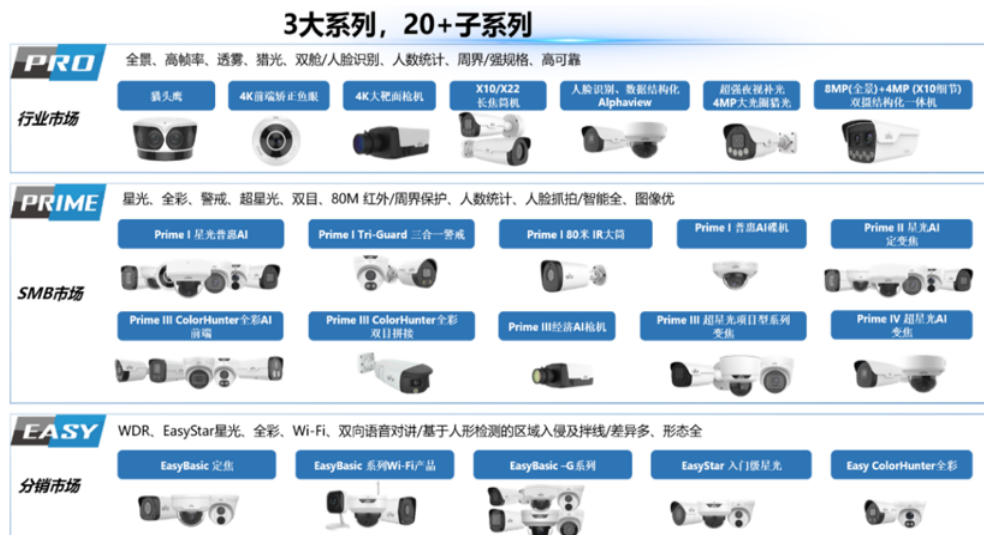 3大系列，20+子系列
PRO
全景、高帧率、透雾、猎光、双舱/人脸识别、人数统计、周界/强规格、高可靠
行业市场
猫头鹰
4K前端矫正鱼眼
4K大靶面枪机
X10/X22
长焦筒机
人脸识别、数据结构化
Alphaview
超强夜视补光
4MP大光圈猎光
8MP(全景)+4MP (X10细节)
双摄结构化一体机
PRIME
星光、全彩、警戒、超星光、双目、80M 红外/周界保护、人数统计、人脸抓拍/智能全、图像优
SMB市场
Prime I 星光普惠AI
Prime I Tri-Guard 三合一警戒
Prime I 80米 IR大筒
Prime I 普惠AI碟机
Prime II 星光AI
定变焦
Prime III ColorHunter全彩AI
前端
Prime III ColorHunter全彩
双目拼接
Prime III经济AI枪机
Prime III 超星光项目型系列
变焦
Prime IV 超星光AI
变焦
EASY
WDR、EasyStar星光、全彩、Wi-Fi、双向语音对讲/基于人形检测的区域入侵及拌线/差异多、形态全
分销市场
EasyBasic 定焦
EasyBasic 系列Wi-Fi产品
EasyBasic –G系列
EasyStar 入门级星光
Easy ColorHunter全彩